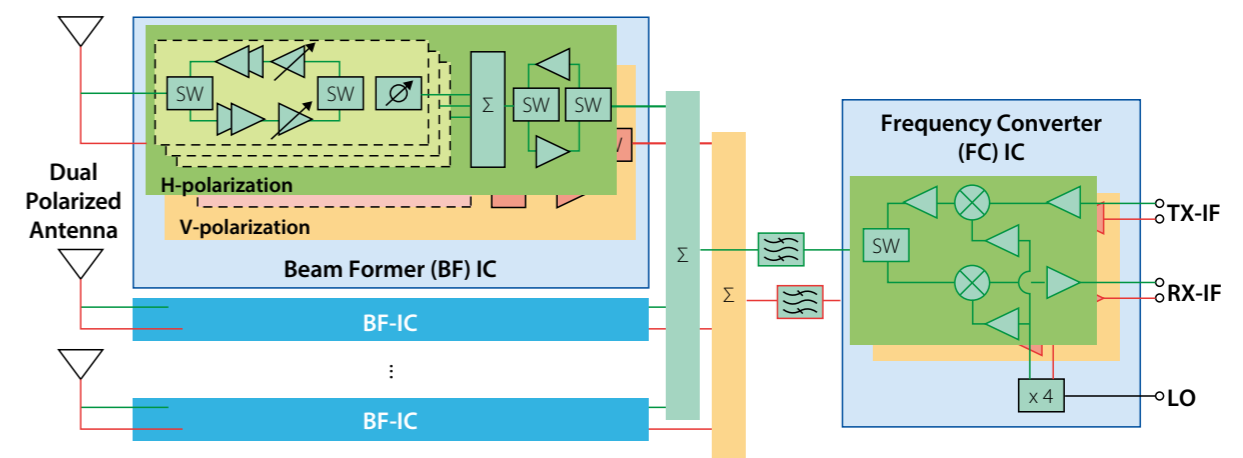 SW
SW
Σ
SW
SW
H-polarization
V-polarization
Beam Former (BF) IC
Dual
Polarized
Antenna
BF-IC
⋮
BF-IC
Σ
Σ
Frequency Converter
(FC) IC
SW
TX-IF
RX-IF
x 4
LO